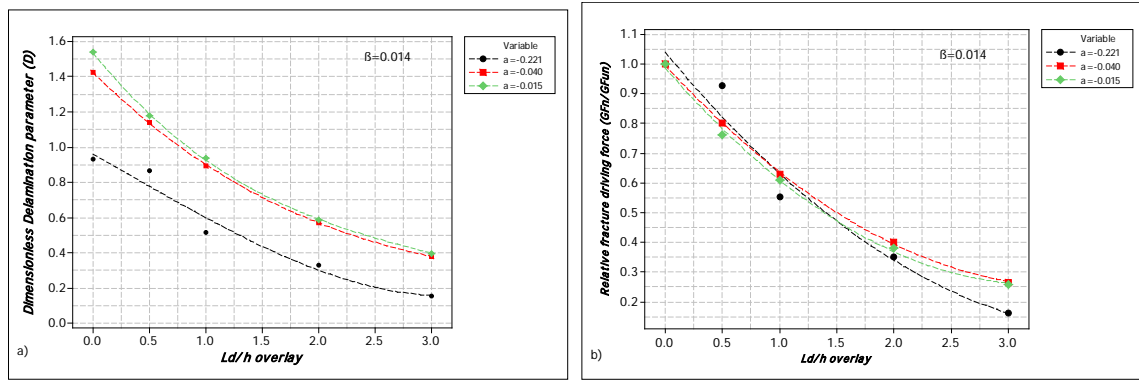 Dimensionless Delamination parameter (D)
1.6
1.4
1.2
1.0
0.8
0.6
0.4
0.2
0.0
ß=0.014
Variable
a=-0.221
a=-0.040
a=-0.015
0.0 0.5 1.0 1.5 2.0 2.5 3.0
Ld/h overlay
a)
Relative fracture driving force (GFn/GFun)
1.1
1.0
0.9
0.8
0.7
0.6
0.5
0.4
0.3
0.2
ß=0.014
Variable
a=-0.221
a=-0.040
a=-0.015
0.0 0.5 1.0 1.5 2.0 2.5 3.0
Ld/h overlay
b)